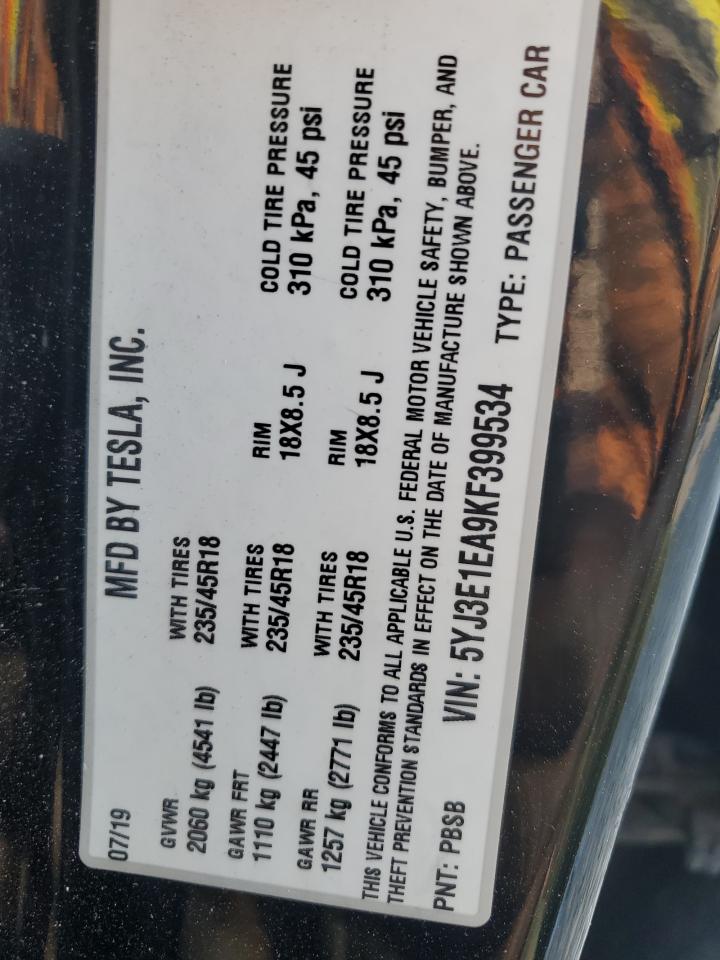 07/19 MFD BY TESLA, INC.
GVWR WITH TIRES
2060 kg (4541 lb) 235/45R18
GAWR FRT WITH TIRES RIM COLD TIRE PRESSURE
1110 kg (2447 lb) 235/45R18 18X8.5 J 310 kPa, 45 psi
GAWR RR WITH TIRES RIM COLD TIRE PRESSURE
1257 kg (2771 lb) 235/45R18 18X8.5 J 310 kPa, 45 psi
THIS VEHICLE CONFORMS TO ALL APPLICABLE U.S. FEDERAL MOTOR VEHICLE SAFETY, BUMPER, AND
THEFT PREVENTION STANDARDS IN EFFECT ON THE DATE OF MANUFACTURE SHOWN ABOVE.
PNT: PBSB VIN: 5YJ3E1EA9KF399534 TYPE: PASSENGER CAR